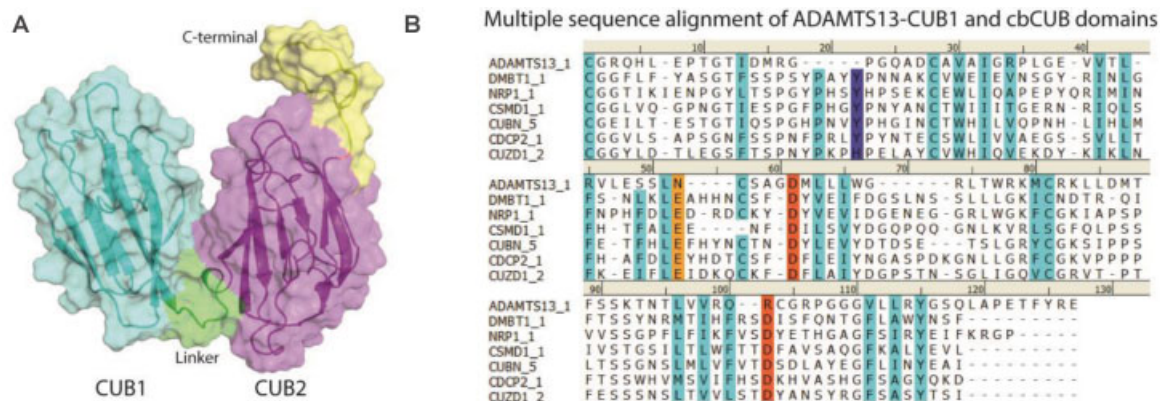 A
C-terminal
Linker
CUB1
CUB2
B
Multiple sequence alignment of ADAMTS13-CUB1 and cbCUB domains
10 20 30 40
ADAMTS13_1 CGRQHL-EPTGTIDMRG-----PGQADCAVAIGRPLGE-VVTL-
DMBT1_1 CGGFLF-YASGTFSSPSYPAYYPNNAKCVWEIEVNSGY-RINLG
NRP1_1 CGGTIKIENPGYLTSPGYPHSYHPSEKCEWLIQAPEPYQRIMIN
CSMD1_1 CGGLVQ-GPNGTIESPGFPHGYPNYANCTWIIITGERN-RIQLS
CUBN_5 CGEILT-ESTGTIQSPGHPNVYPHGINCTWHILVQPNH-LIHLM
CDCP2_1 CGGVLS-APSGNFSSPNFPRLYPYNTECSWLIVVAEGS-SVLLT
CUZD1_2 CGGYLD-TLEGSFTSPNYPKPHPELAYCVWHIQVEKDY-KIKLN
50 60 70 80
ADAMTS13_1 RVLESSLN----CSAGDMLLLWG------RLTWRKMCRKLLDMT
DMBT1_1 FS-NLKLEAHHNCSF-DYVEIFDGSLNS-SLLLGKICNDTR-QI
NRP1_1 FNPHFDLED-RDCKY-DYVEVIDGENEG-GRLWGKFCGKIAPSP
CSMD1_1 FH-TFALEE----NF-DILSVYDGQPQQ-GNLKVRLSGFQLPSS
CUBN_5 FE-TFHLEFHYNCTN-DYLEVYDTDSE---TSLGRYCGKSIPPS
CDCP2_1 FH-AIFLEYHDTCSF-DFLEIYNGASPDKGNLLGRFCGKVPPPP
CUZD1_2 FK-EIFLEIDKQCKF-DFLAIYDGPSTN-SGLIGQVCGRVT-PT
90 100 110 120 130
ADAMTS13_1 FSSKTNTLVVRQ--RCGRPGGGVLLRYGSQLAPETFYRE
DMBT1_1 FTSSYNRMTIHFRSDISFQNTGFLAWYNSF---------
NRP1_1 VVSSGPFLFIKFVSDYETHGAGFSIRYEIFKRGP-----
CSMD1_1 IVSTGSILTLWFTTDFAVSAQGFKALYEVL---------
CUBN_5 LTSSGNSLMLVFVTDSDLAYEGFLINYEAI---------
CDCP2_1 FTSSWHVMSVIFHSDKHVASHGFSAGYQKD---------
CUZD1_2 FESSSNSLTVVLSTDYANSYRGFSASYTS----------